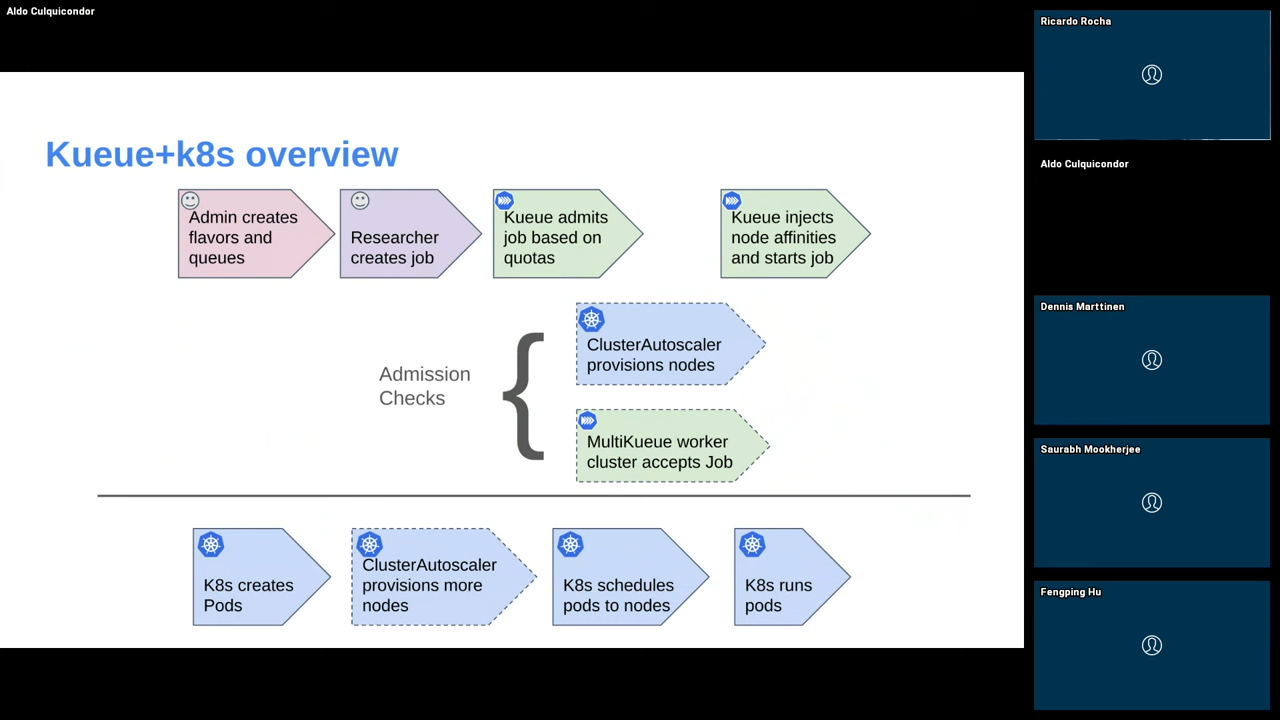 Aldo Culquicondor
Kueue+k8s overview
Admin creates
flavors and
queues
Researcher
creates job
Kueue admits
job based on
quotas
Kueue injects
node affinities
and starts job
Admission
Checks
{
ClusterAutoscaler
provisions nodes
MultiKueue worker
cluster accepts Job
K8s creates
Pods
ClusterAutoscaler
provisions more
nodes
K8s schedules
pods to nodes
K8s runs
pods
Ricardo Rocha
Aldo Culquicondor
Dennis Marttinen
Saurabh Mookherjee
Fengping Hu